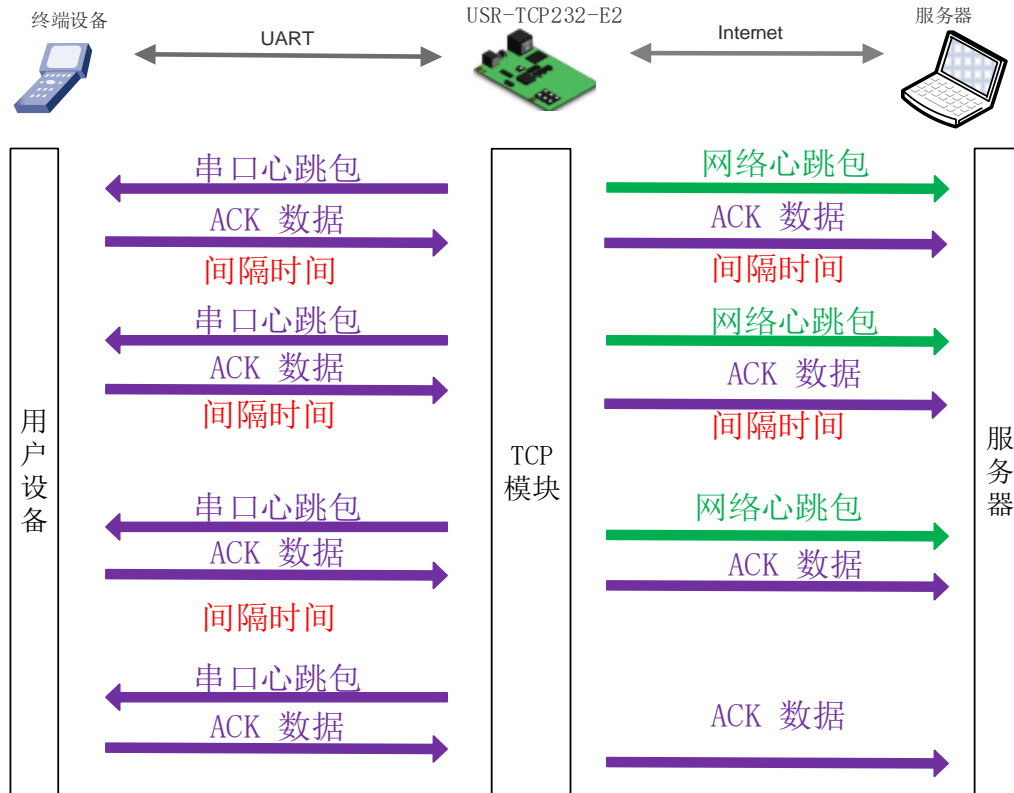 终端设备
UART
USR-TCP232-E2
Internet
服务器
串口心跳包
网络心跳包
ACK 数据
ACK 数据
间隔时间
间隔时间
串口心跳包
网络心跳包
ACK 数据
ACK 数据
间隔时间
间隔时间
用户设备
TCP
模块
服务器
串口心跳包
网络心跳包
ACK 数据
ACK 数据
间隔时间
串口心跳包
ACK 数据
ACK 数据